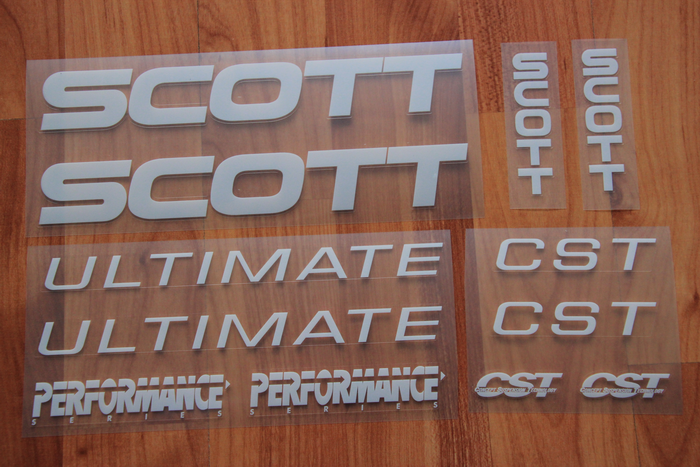 SCOTT
SCOTT
SCOTT
SCOTT
ULTIMATE
ULTIMATE
CST
CST
PERFORMANCE
SERIES
PERFORMANCE
SERIES
CST
CST